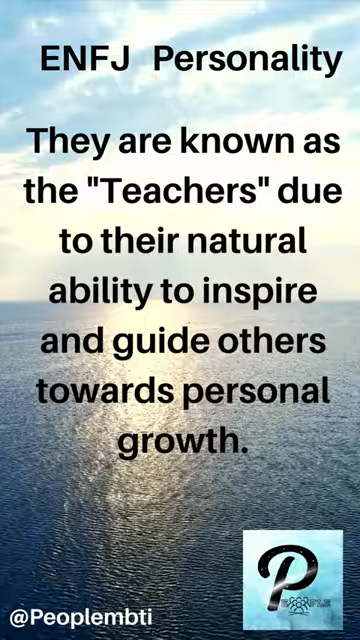 ENFJ Personality
They are known as
the "Teachers" due
to their natural
ability to inspire
and guide others
towards personal
growth.
@Peoplembti